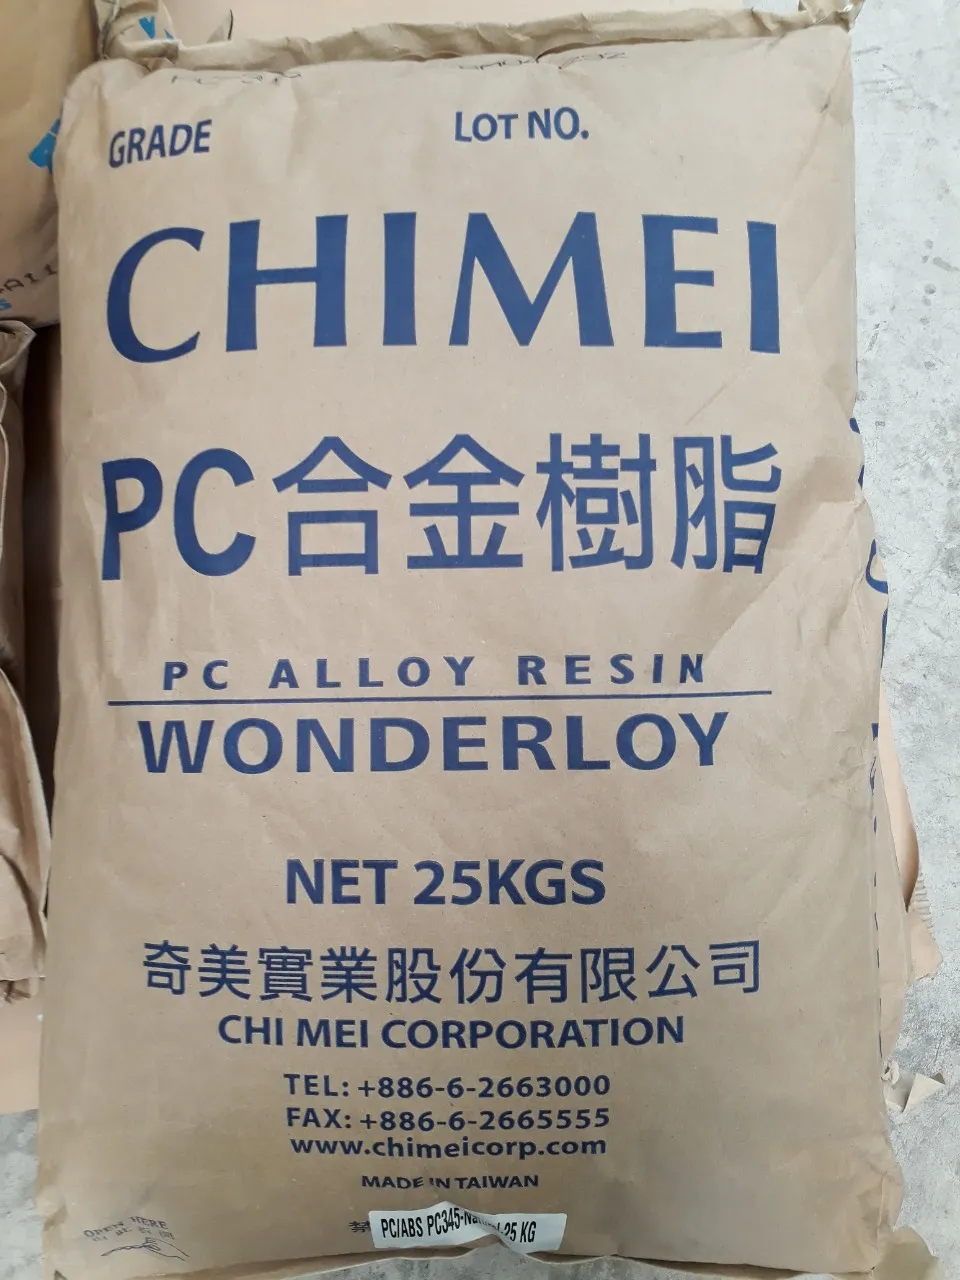 GRADE LOT NO.
CHIMEI
PC合金樹脂
PC ALLOY RESIN
WONDERLOY
NET 25KGS
奇美實業股份有限公司
CHI MEI CORPORATION
TEL: +886-6-2663000
FAX: +886-6-2665555
www.chimeicorp.com
MADE IN TAIWAN
PC/ABS PC345- 25 KG
OPEN HERE